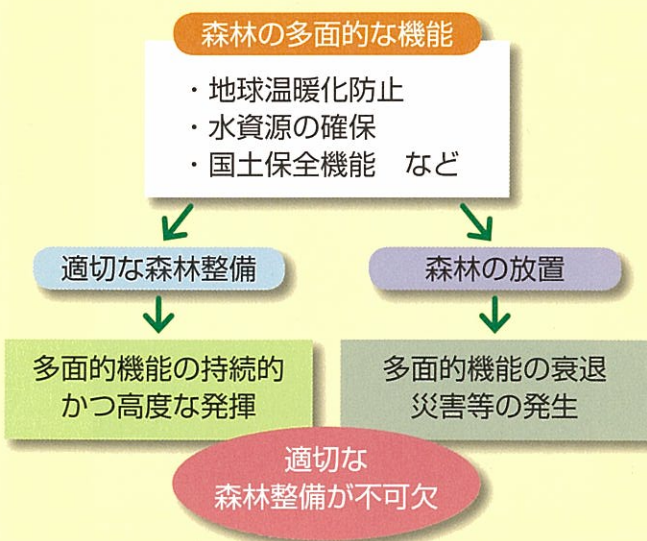 森林の多面的な機能
・地球温暖化防止
・水資源の確保
・国土保全機能　など
適切な森林整備
森林の放置
多面的機能の持続的
かつ高度な発揮
多面的機能の衰退
災害等の発生
適切な
森林整備が不可欠